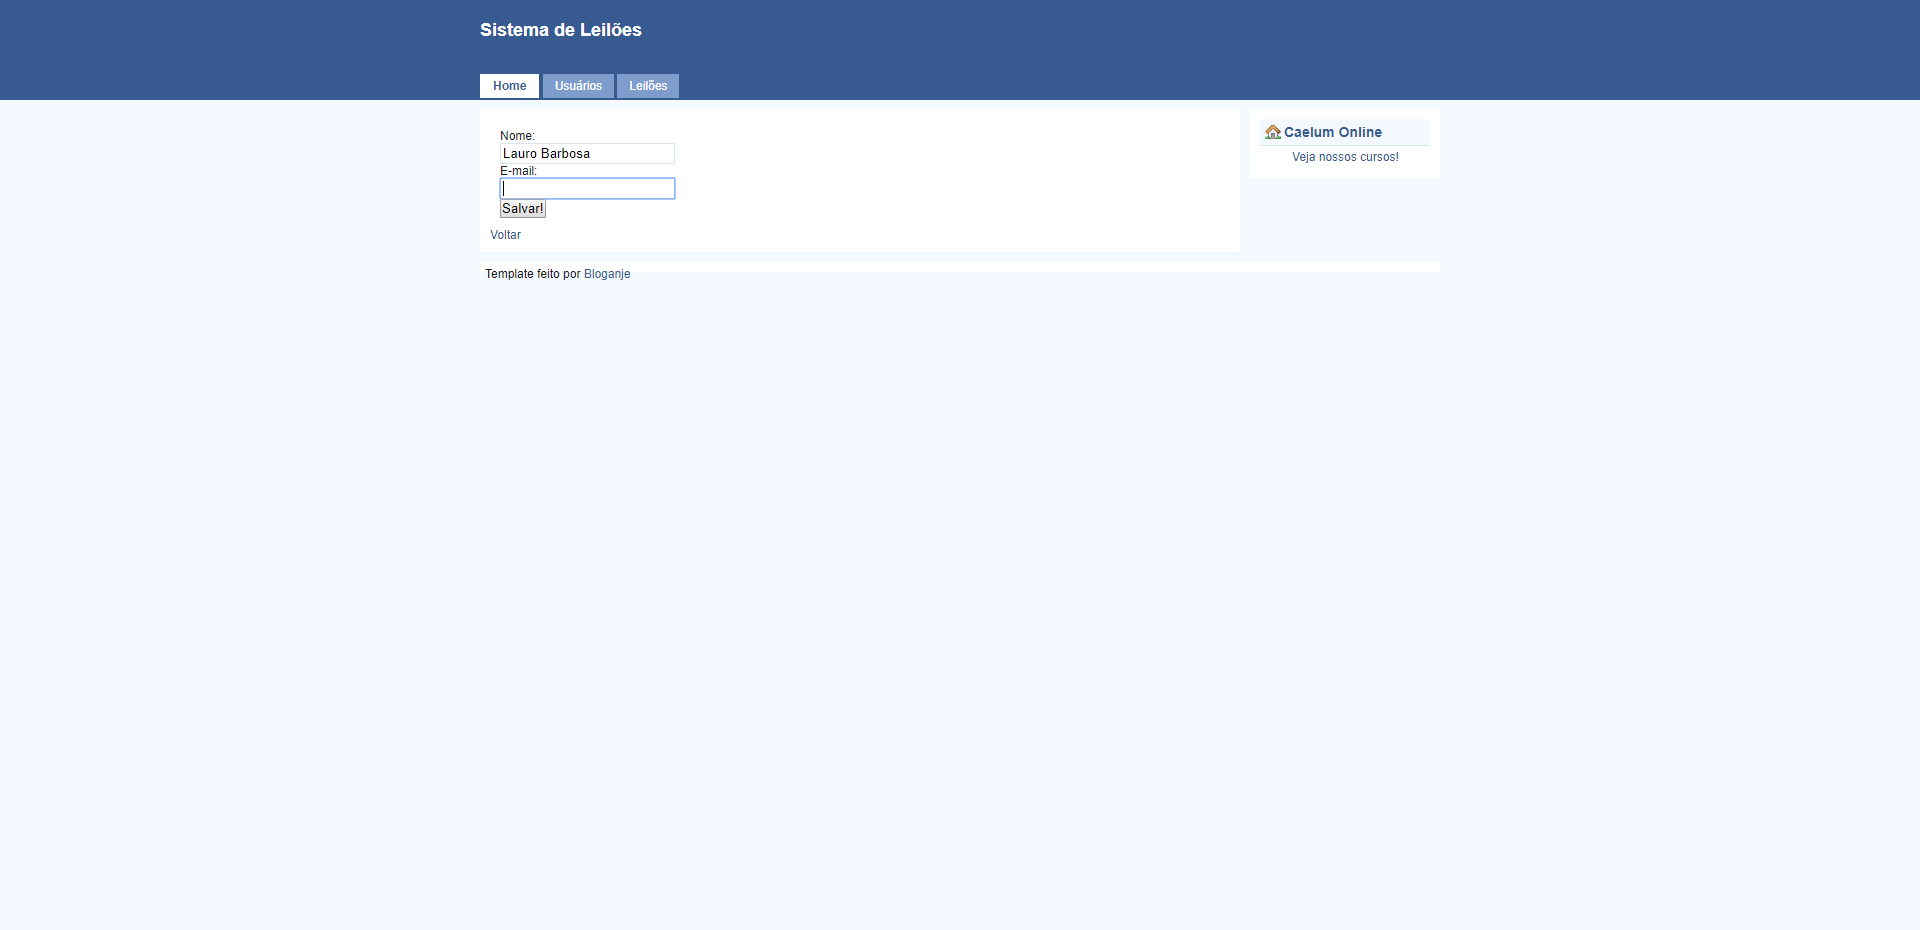 Sistema de Leilões
Home Usuários Leilões
Nome:
Lauro Barbosa
E-mail:
Salvar!
Voltar
Caelum Online
Veja nossos cursos!
Template feito por Bloganje